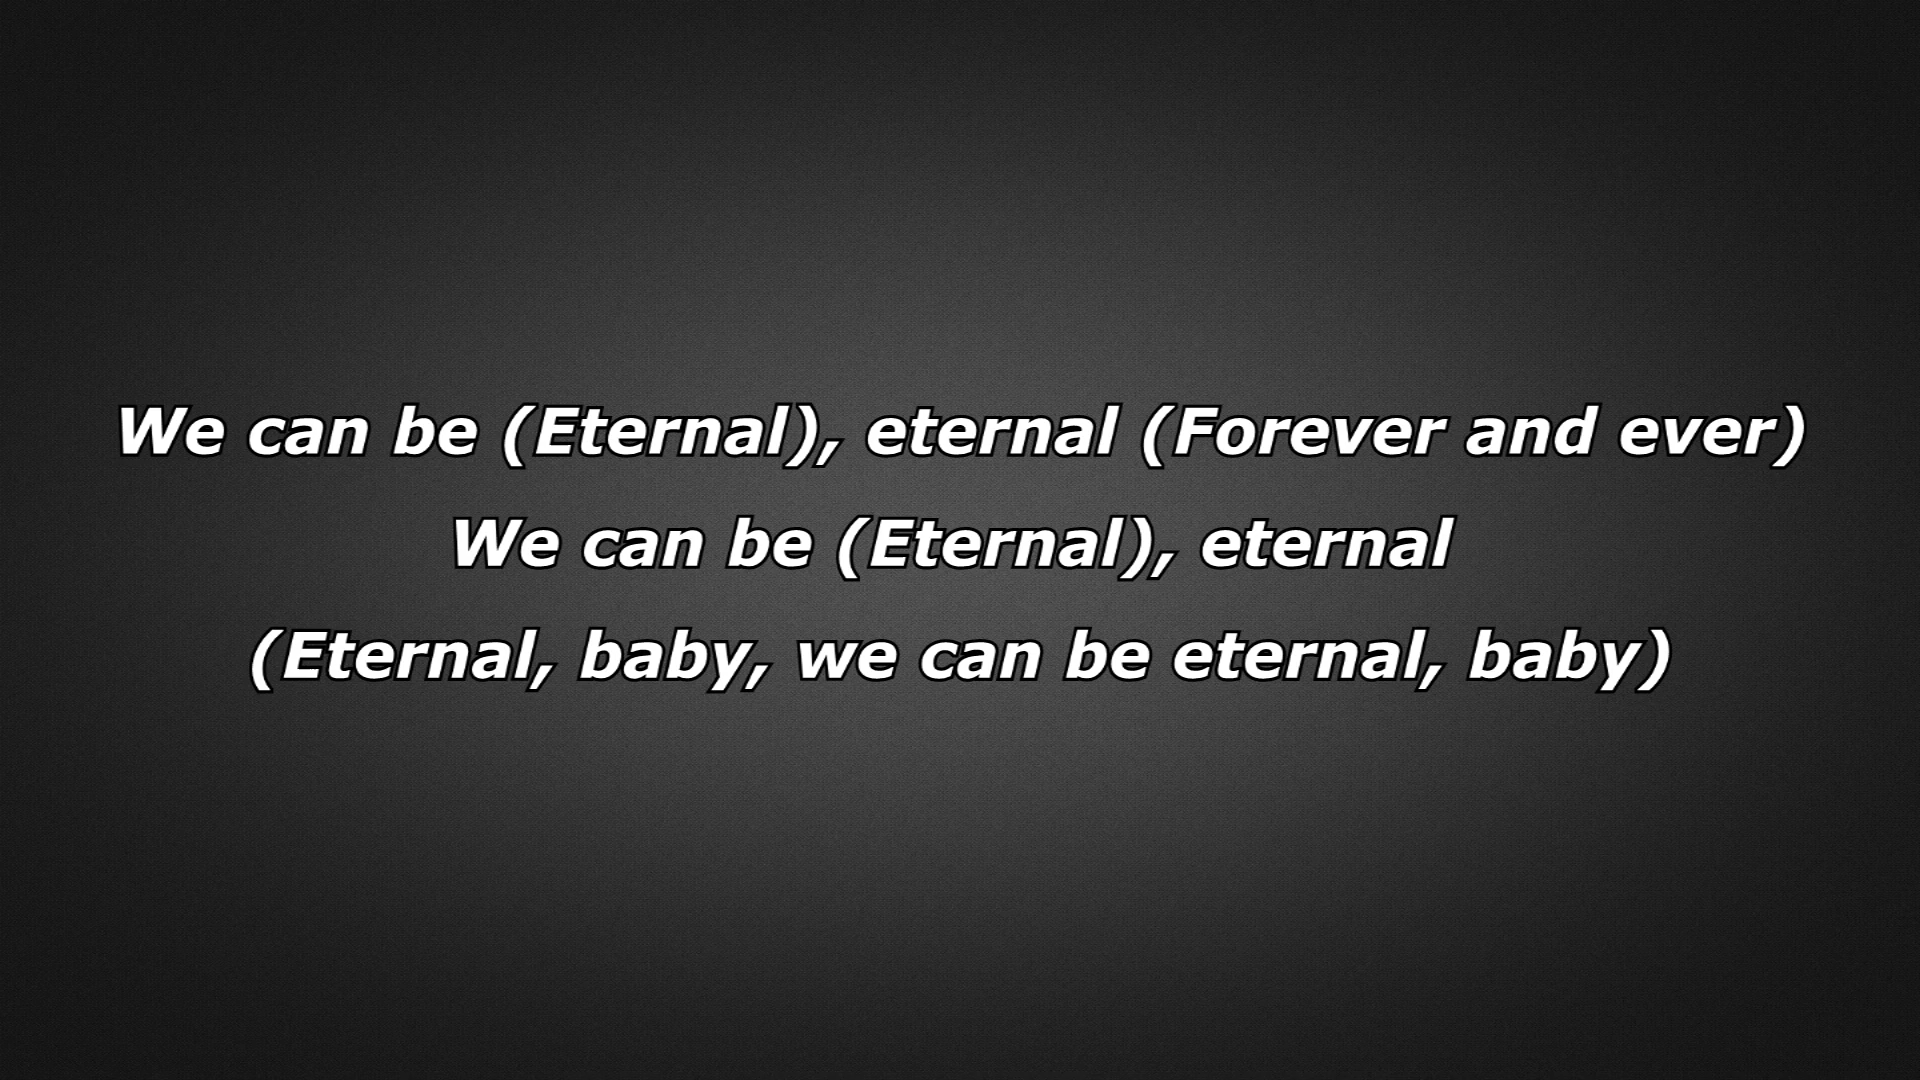 We can be (Eternal), eternal (Forever and ever)
We can be (Eternal), eternal
(Eternal, baby, we can be eternal, baby)